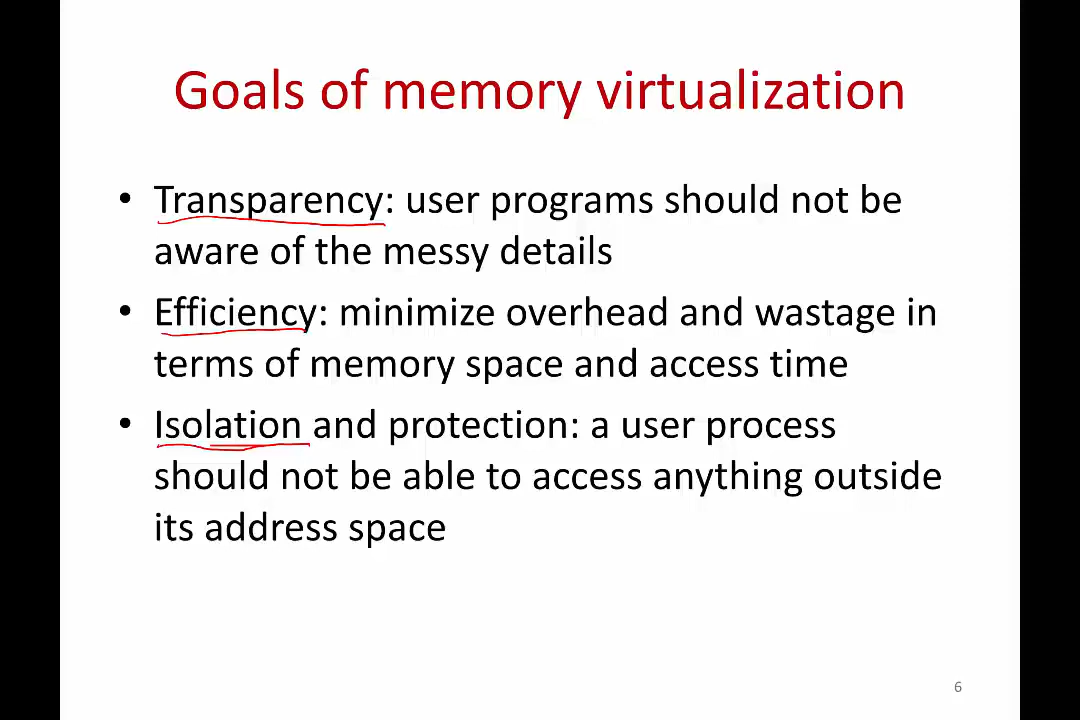 Goals of memory virtualization
• Transparency: user programs should not be
aware of the messy details
• Efficiency: minimize overhead and wastage in
terms of memory space and access time
• Isolation and protection: a user process
should not be able to access anything outside
its address space
6